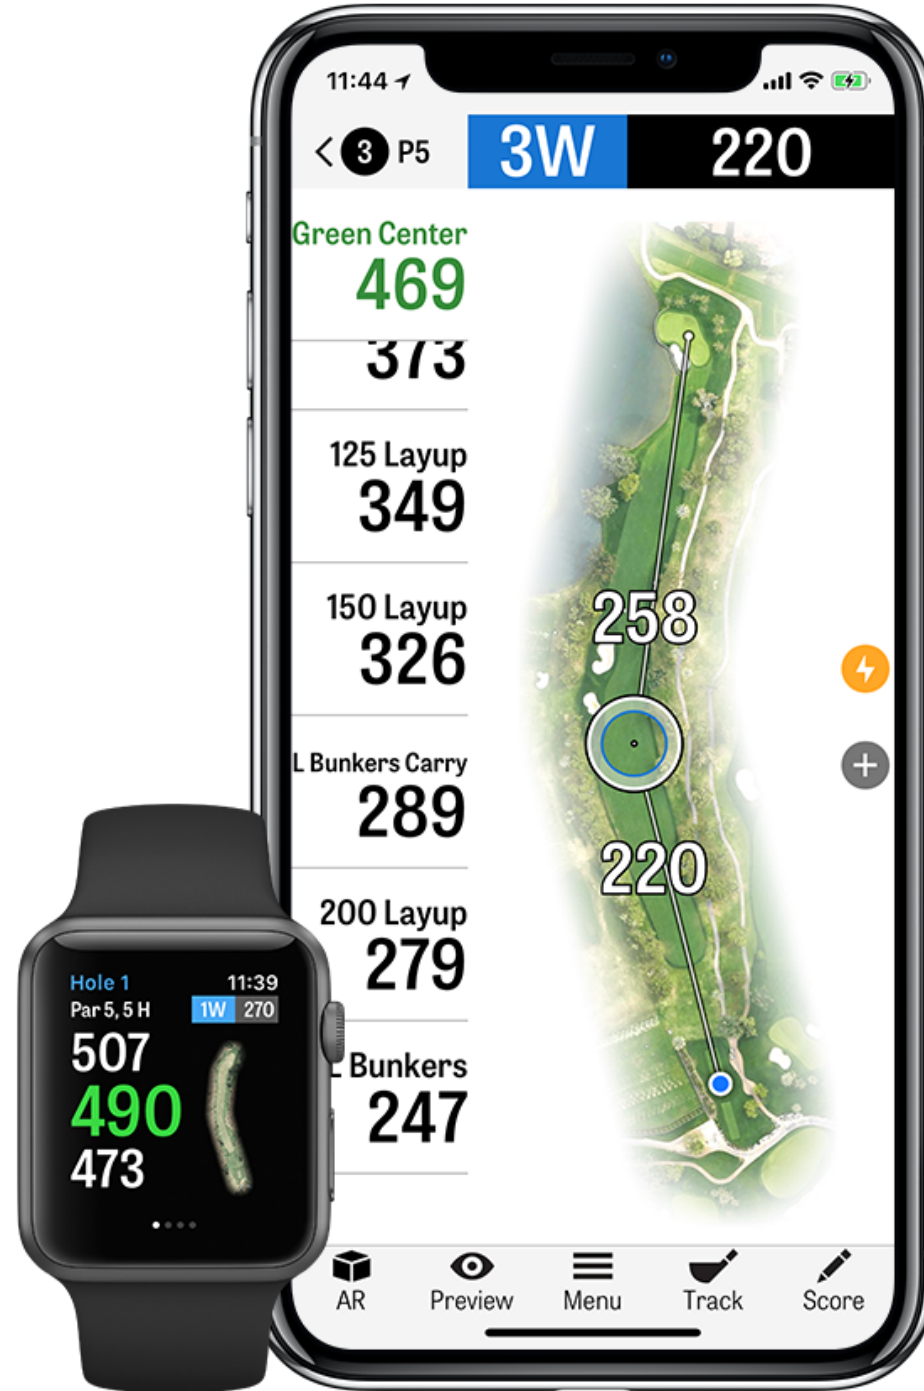 11:44
3 P5 3W 220
Green Center
469
373
125 Layup
349
150 Layup
326
L Bunkers Carry
289
200 Layup
279
L Bunkers
247
258
220
AR Preview Menu Track Score
Hole 1 11:39
Par 5, 5 H 1W 270
507
490
473